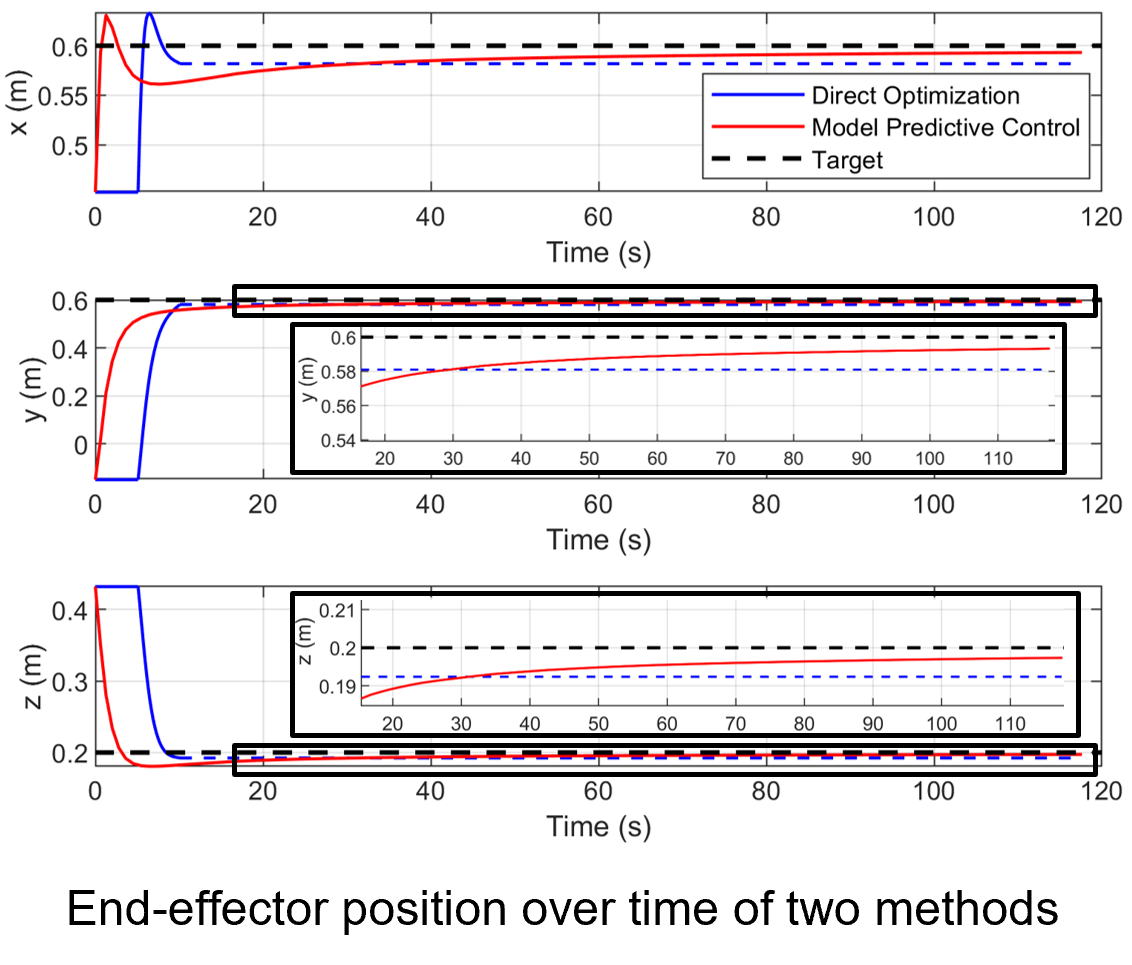 0.6
0.55
0.5
x (m)
Direct Optimization
Model Predictive Control
Target
0 20 40 60 80 100 120
Time (s)
0.6
0.4
0.2
0
y (m)
0.6
0.58
0.56
0.54
y (m)
20 30 40 50 60 70 80 90 100 110
0 20 40 60 80 100 120
Time (s)
0.4
0.3
0.2
z (m)
0.21
0.2
0.19
z (m)
20 30 40 50 60 70 80 90 100 110
0 20 40 60 80 100 120
Time (s)
End-effector position over time of two methods